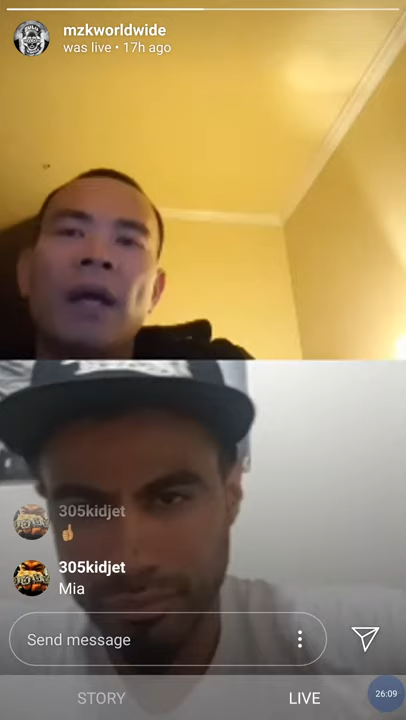 mzkworldwide
was live • 17h ago
305kidjet
👍
305kidjet
Mia
Send message
STORY
LIVE
26:09